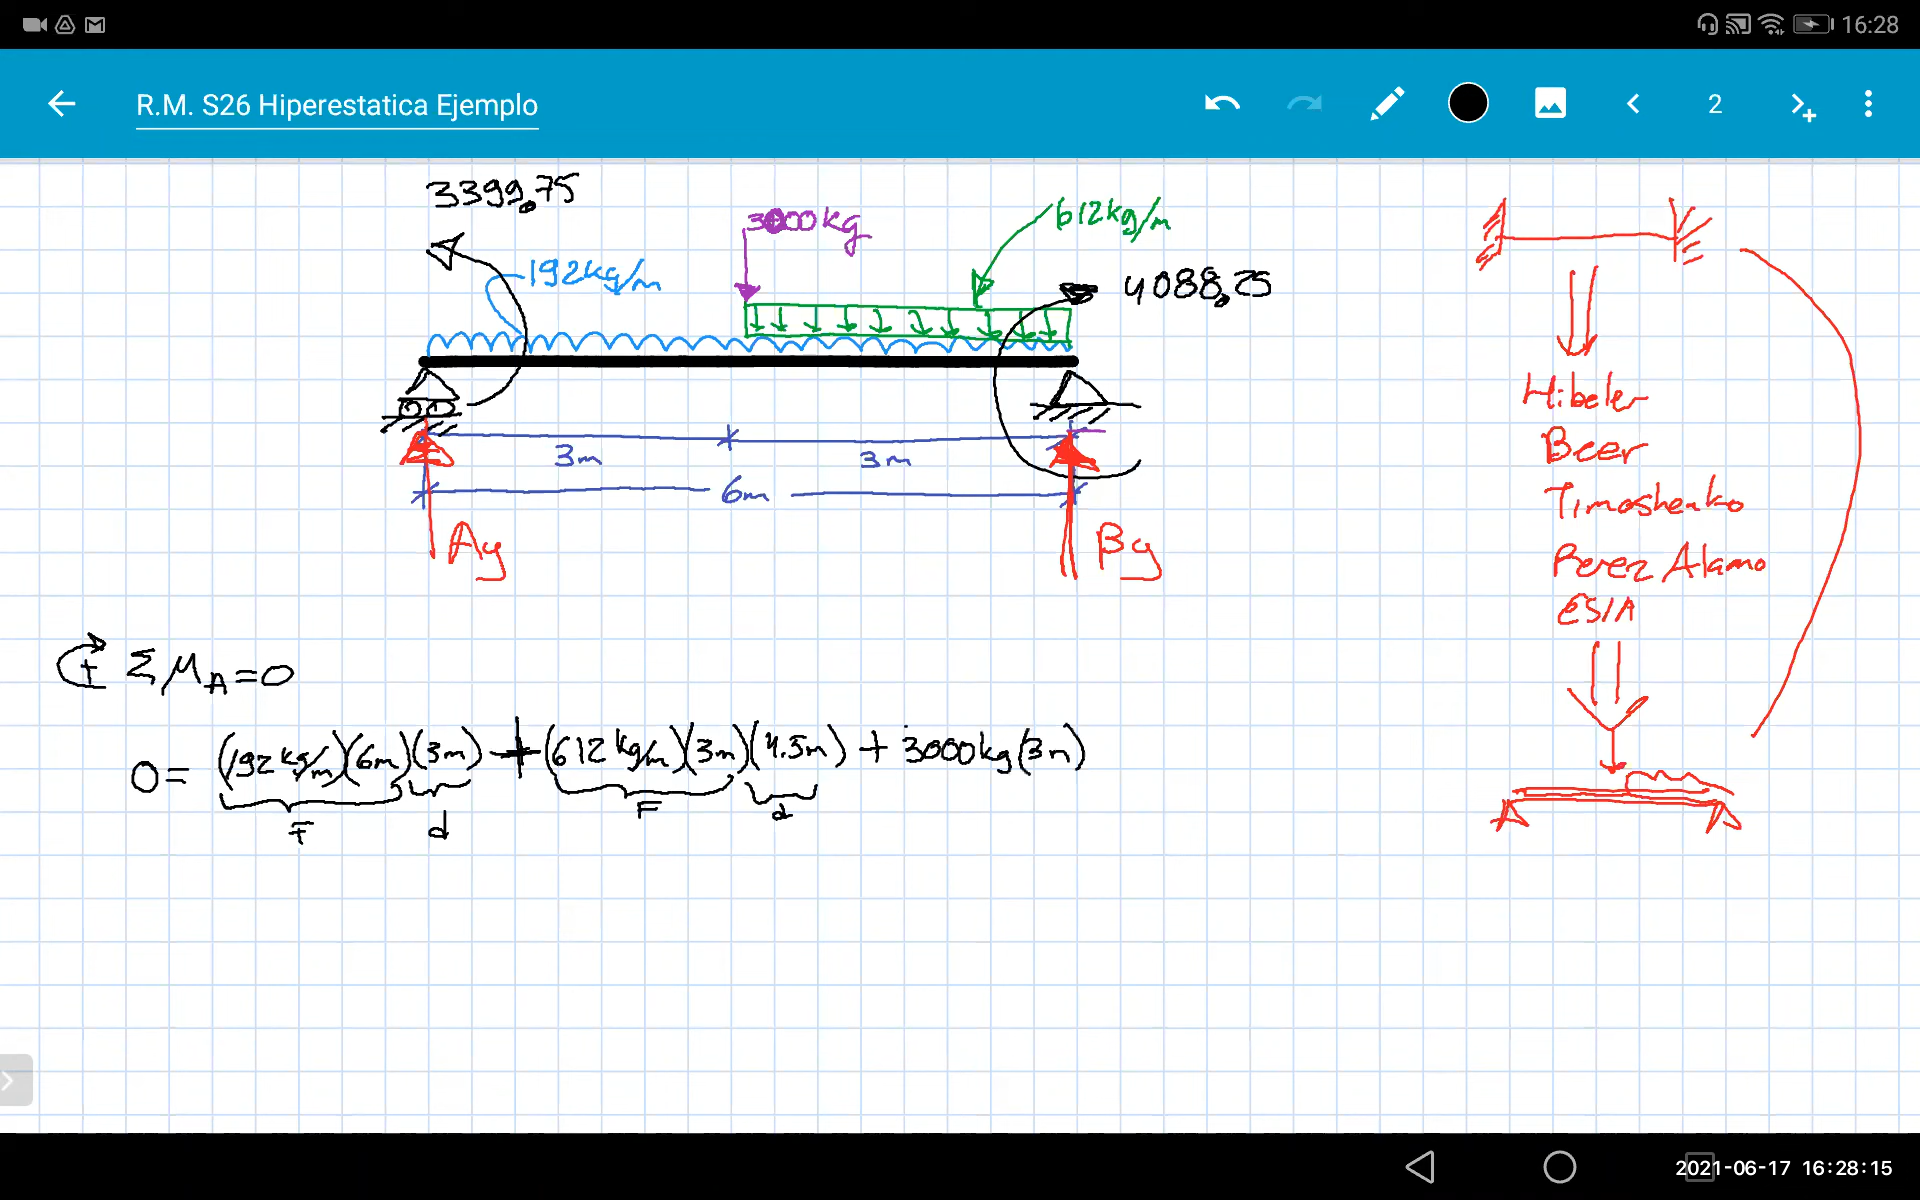 16:28
R.M. S26 Hiperestatica Ejemplo
2
3399.75
3000kg
612kg/m
192kg/m
4088.25
3m
3m
6m
Ay
By
Hibeler
Beer
Timoshenko
Perez Alamo
ESIA
+ ΣMA=0
0= (192 kg/m)(6m)(3m) + (612 kg/m)(3m)(4.5m) + 3000kg(3m)
F
d
F
d
2021-06-17 16:28:15